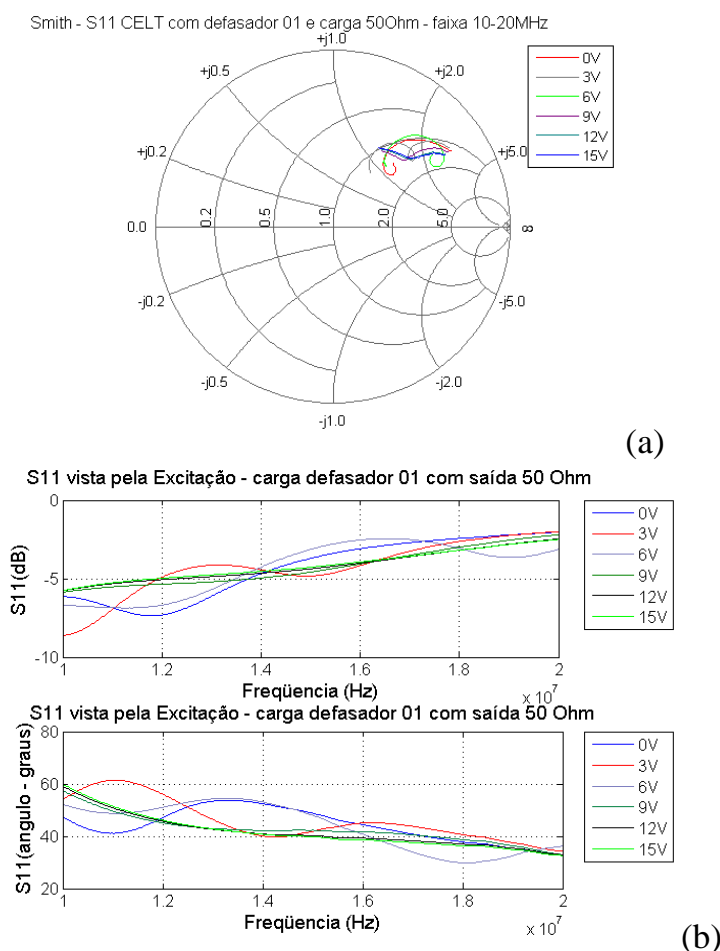 Smith - S11 CELT com defasador 01 e carga 50Ohm - faixa 10-20MHz
+j1.0
+j0.5
+j2.0
0V
3V
6V
9V
12V
15V
+j0.2
+j5.0
0.0
0.2
0.5
1.0
2.0
5.0
∞
-j0.2
-j5.0
-j0.5
-j2.0
-j1.0
(a)
S11 vista pela Excitação - carga defasador 01 com saída 50 Ohm
0
-5
-10
S11(dB)
1
1.2
1.4
1.6
1.8
2
Freqüencia (Hz)
x 10^7
0V
3V
6V
9V
12V
15V
S11 vista pela Excitação - carga defasador 01 com saída 50 Ohm
80
60
40
20
S11(angulo - graus)
1
1.2
1.4
1.6
1.8
2
Freqüencia (Hz)
x 10^7
0V
3V
6V
9V
12V
15V
(b)